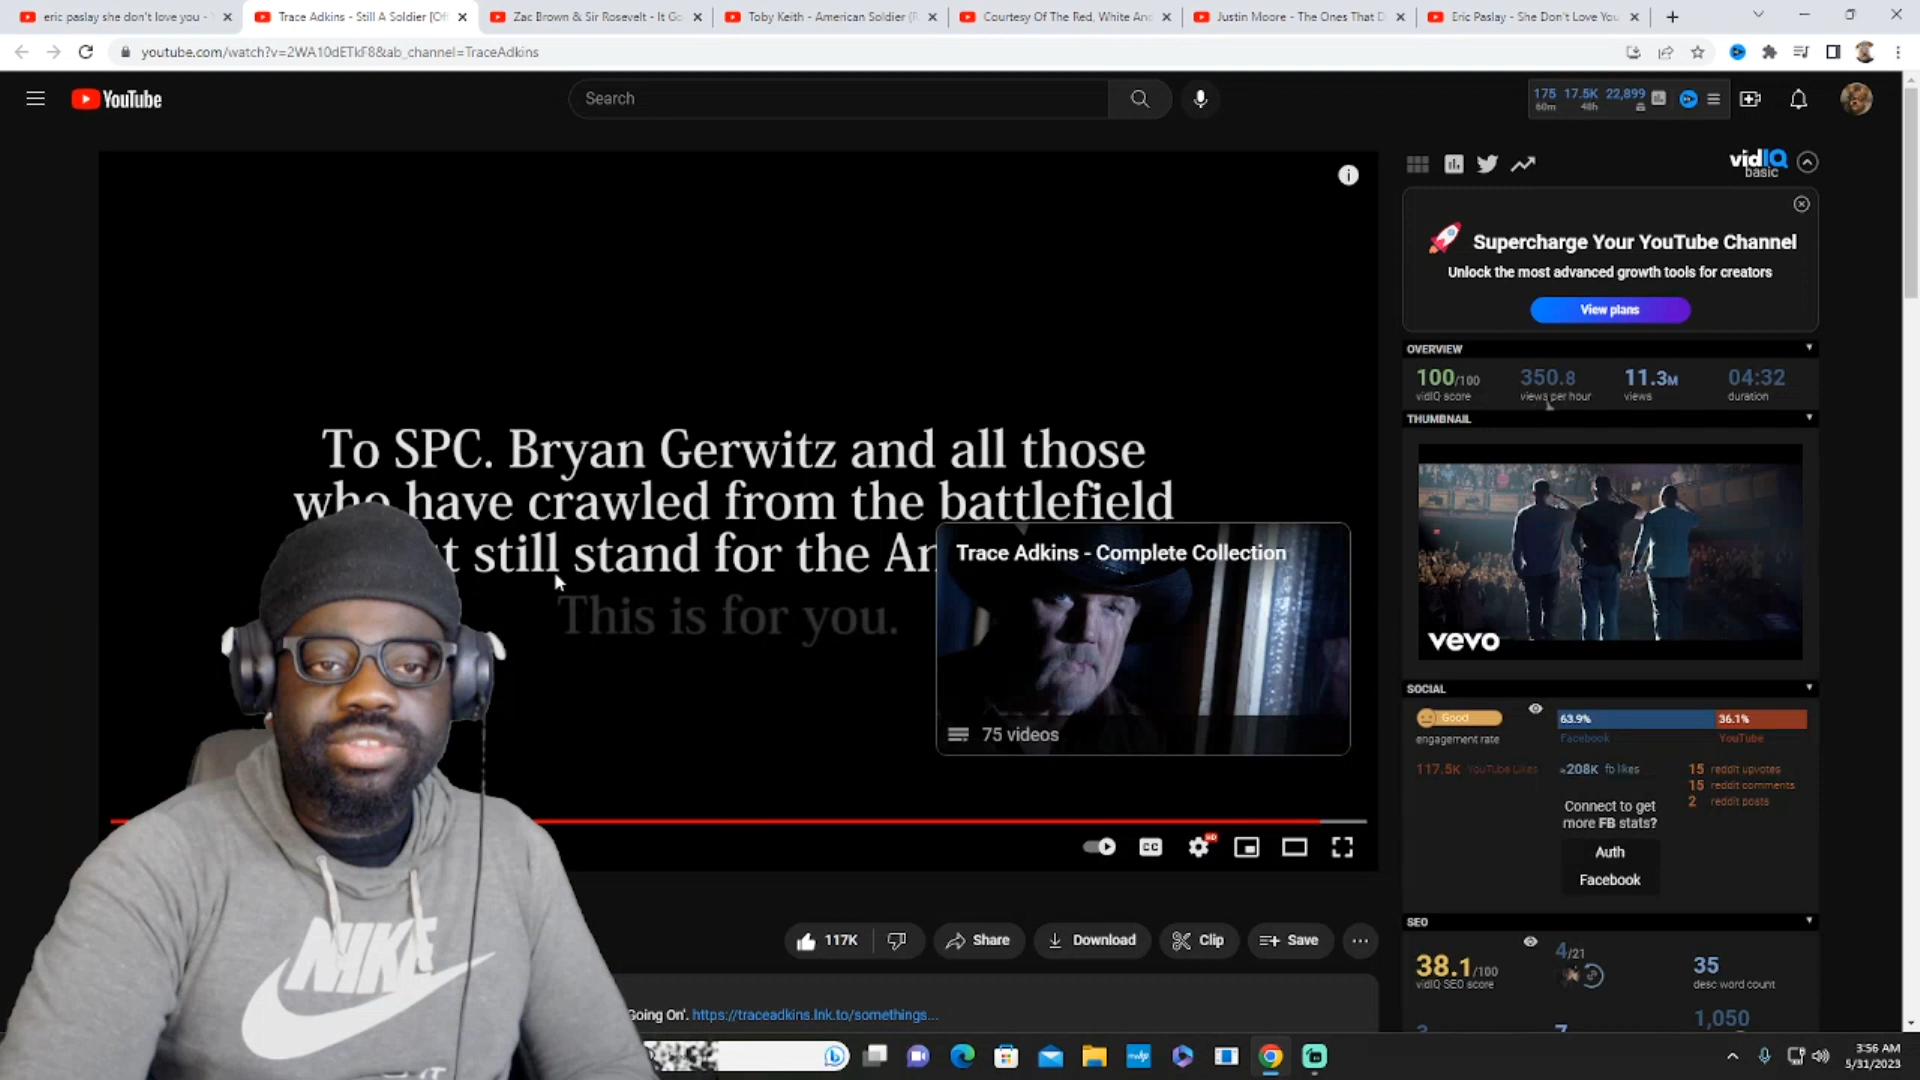 eric paslay she don't love you -
Trace Adkins - Still A Soldier [Of
Zac Brown & Sir Rosevelt - It Go
Toby Keith - American Soldier (
Courtesy Of The Red, White An
Justin Moore - The Ones That D
Eric Paslay - She Don't Love You
youtube.com/watch?v=2WA10dETkF8&ab_channel=TraceAdkins
YouTube
Search
175 17.5K 22,899
60m 48h
vidIQ
basic
Supercharge Your YouTube Channel
Unlock the most advanced growth tools for creators
View plans
OVERVIEW
100/100 350.8 11.3M 04:32
vidIQ score views per hour views duration
THUMBNAIL
vevo
To SPC. Bryan Gerwitz and all those
who have crawled from the battlefield
still stand for the
This is for you.
Trace Adkins - Complete Collection
75 videos
CC
HD
SOCIAL
Good 63.9% 36.1%
engagement rate Facebook YouTube
117.5K YouTube Likes ≈208K fb likes 15 reddit upvotes
15 reddit comments
2 reddit posts
Connect to get
more FB stats?
Auth
Facebook
117K Share Download Clip Save
SEO
38.1/100 4/21 35
vidIQ SEO score desc word count
1,050
Going On'. https://traceadkins.lnk.to/somethings...
NIKE
3:56 AM
5/31/2023